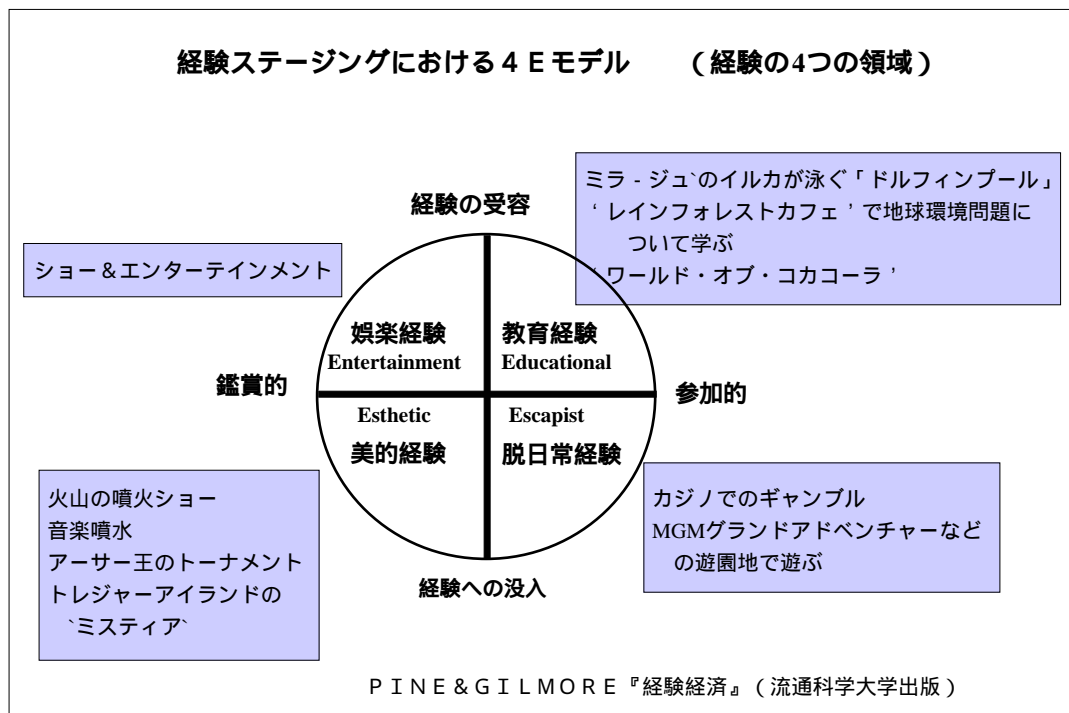 経験ステージングにおける４Ｅモデル　　（経験の4つの領域）
ミラ‐ジュ`のイルカが泳ぐ「ドルフィンプール」
‘レインフォレストカフェ’で地球環境問題に
ついて学ぶ
‘ワールド・オブ・コカコーラ’
経験の受容
ショー＆エンターテインメント
娯楽経験
Entertainment
教育経験
Educational
鑑賞的
参加的
Esthetic
美的経験
Escapist
脱日常経験
火山の噴火ショー
音楽噴水
アーサー王のトーナメント
トレジャーアイランドの
`ミスティア`
カジノでのギャンブル
MGMグランドアドベンチャーなど
の遊園地で遊ぶ
経験への没入
ＰＩＮＥ&ＧＩＬＭＯＲＥ『経験経済』（流通科学大学出版）